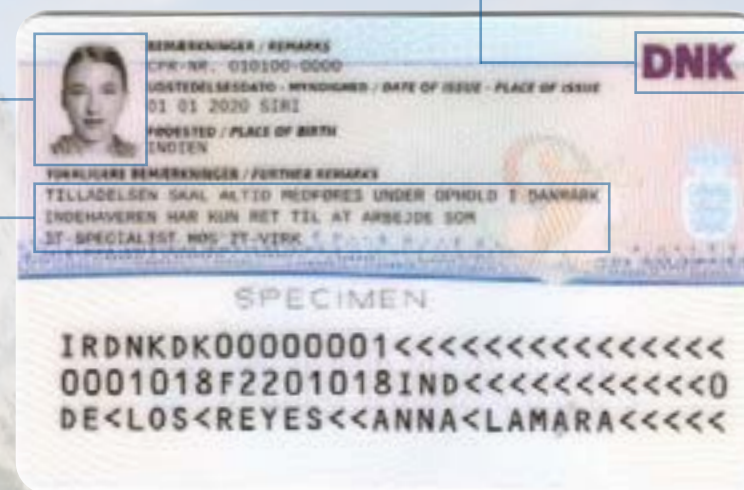 BEMÆRKNINGER / REMARKS
CPR-NR. 010100-0000
DNK
UDSTEDELSESDATO - MYNDIGHED / DATE OF ISSUE - PLACE OF ISSUE
01 01 2020 SIRI
FØDESTED / PLACE OF BIRTH
INDIEN
YDERLIGERE BEMÆRKNINGER / FURTHER REMARKS
TILLADELSEN SKAL ALTID MEDFØRES UNDER OPHOLD I DANMARK
INDEHAVEREN HAR KUN RET TIL AT ARBEJDE SOM
IT-SPECIALIST HOS IT-VIRK
SPECIMEN
IRDNKDK00000001<<<<<<<<<<<<<<<
0001018F2201018IND<<<<<<<<<<<0
DE<LOS<REYES<<ANNA<LAMARA<<<<<